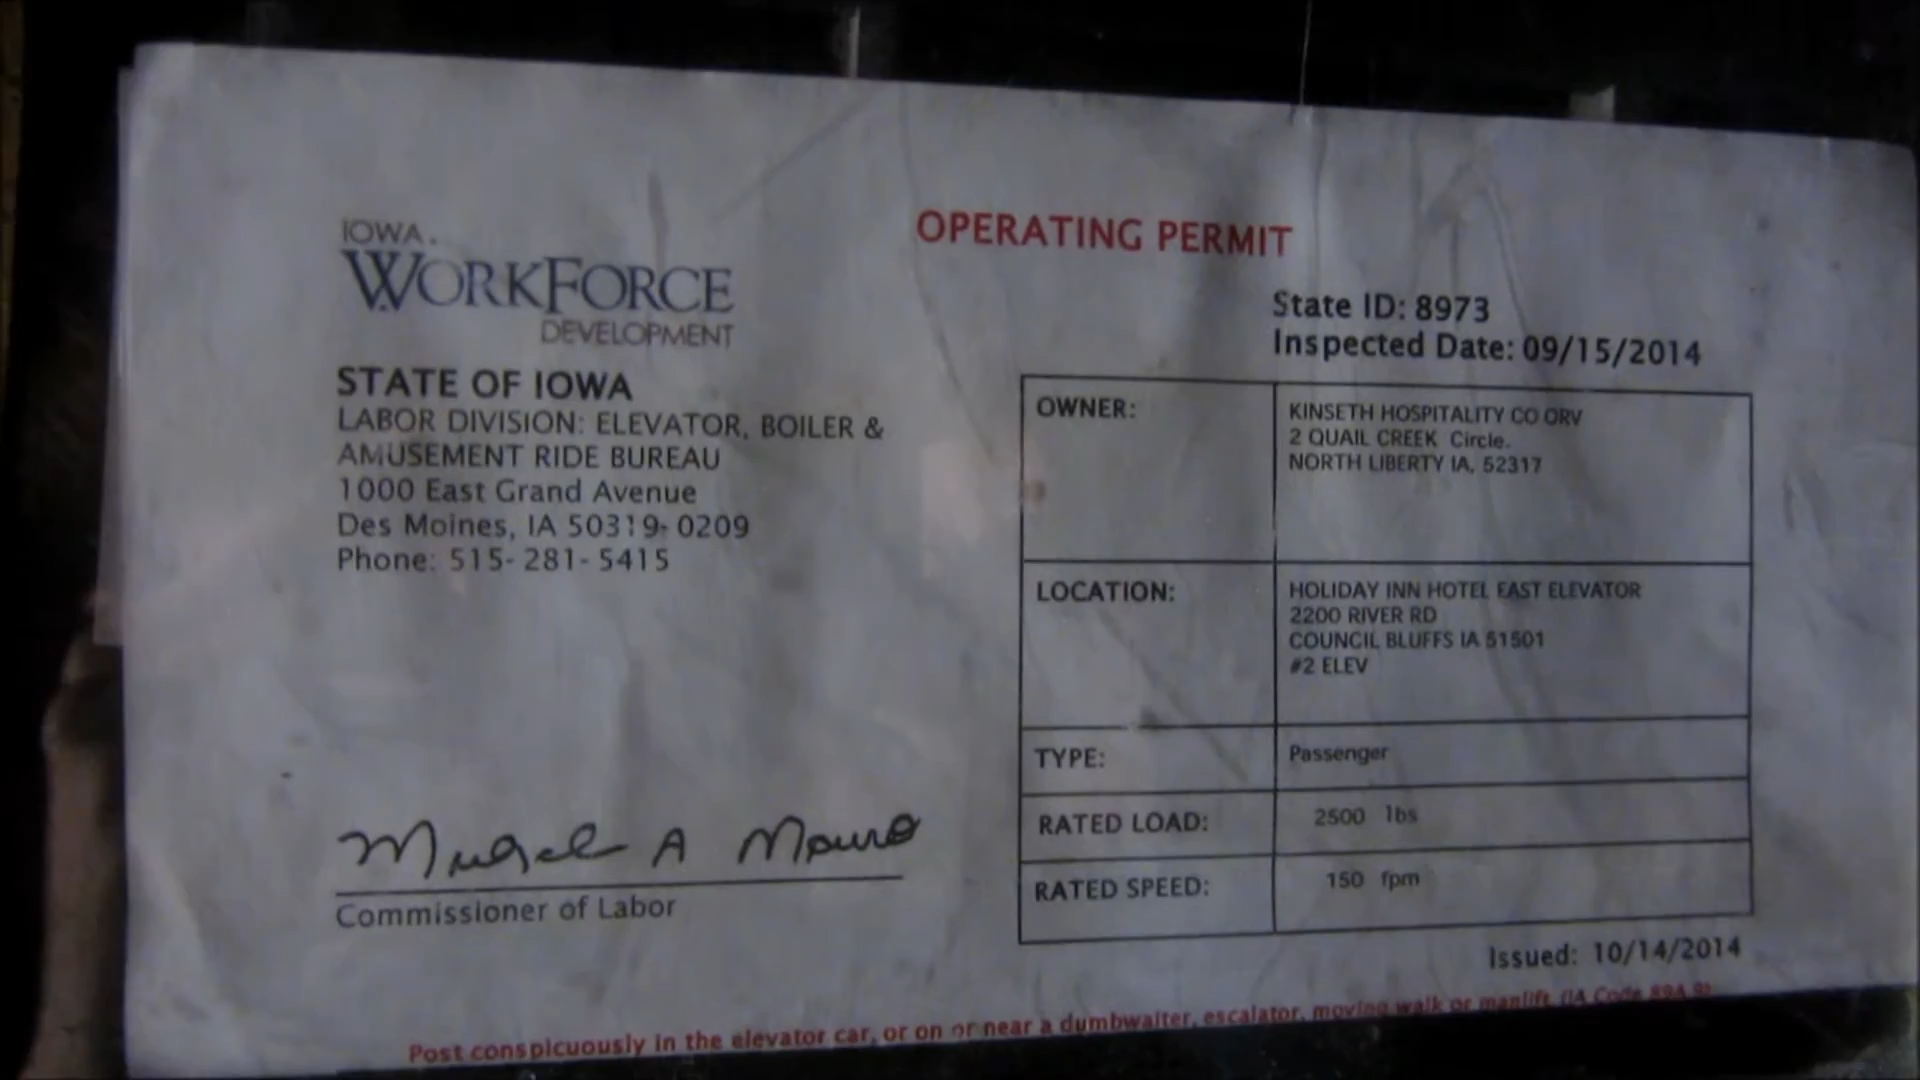 IOWA
WORKFORCE
DEVELOPMENT
STATE OF IOWA
LABOR DIVISION: ELEVATOR, BOILER &
AMUSEMENT RIDE BUREAU
1000 East Grand Avenue
Des Moines, IA 50319-0209
Phone: 515-281-5415
Commissioner of Labor
OPERATING PERMIT
State ID: 8973
Inspected Date: 09/15/2014
OWNER: KINSETH HOSPITALITY CO ORV
2 QUAIL CREEK Circle.
NORTH LIBERTY IA, 52317
LOCATION: HOLIDAY INN HOTEL EAST ELEVATOR
2200 RIVER RD
COUNCIL BLUFFS IA 51501
#2 ELEV
TYPE: Passenger
RATED LOAD: 2500 lbs
RATED SPEED: 150 fpm
Issued: 10/14/2014
Post conspicuously in the elevator car, or on or near a dumbwaiter, escalator, moving walk or manlift (IA Code